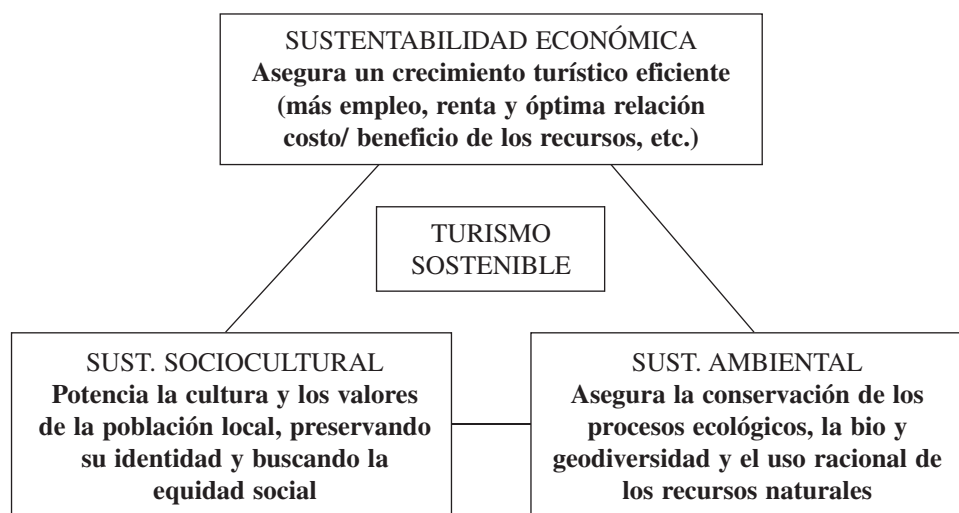 SUSTENTABILIDAD ECONÓMICA
Asegura un crecimiento turístico eficiente
(más empleo, renta y óptima relación
costo/ beneficio de los recursos, etc.)
TURISMO
SOSTENIBLE
SUST. SOCIOCULTURAL
Potencia la cultura y los valores
de la población local, preservando
su identidad y buscando la
equidad social
SUST. AMBIENTAL
Asegura la conservación de los
procesos ecológicos, la bio y
geodiversidad y el uso racional de
los recursos naturales